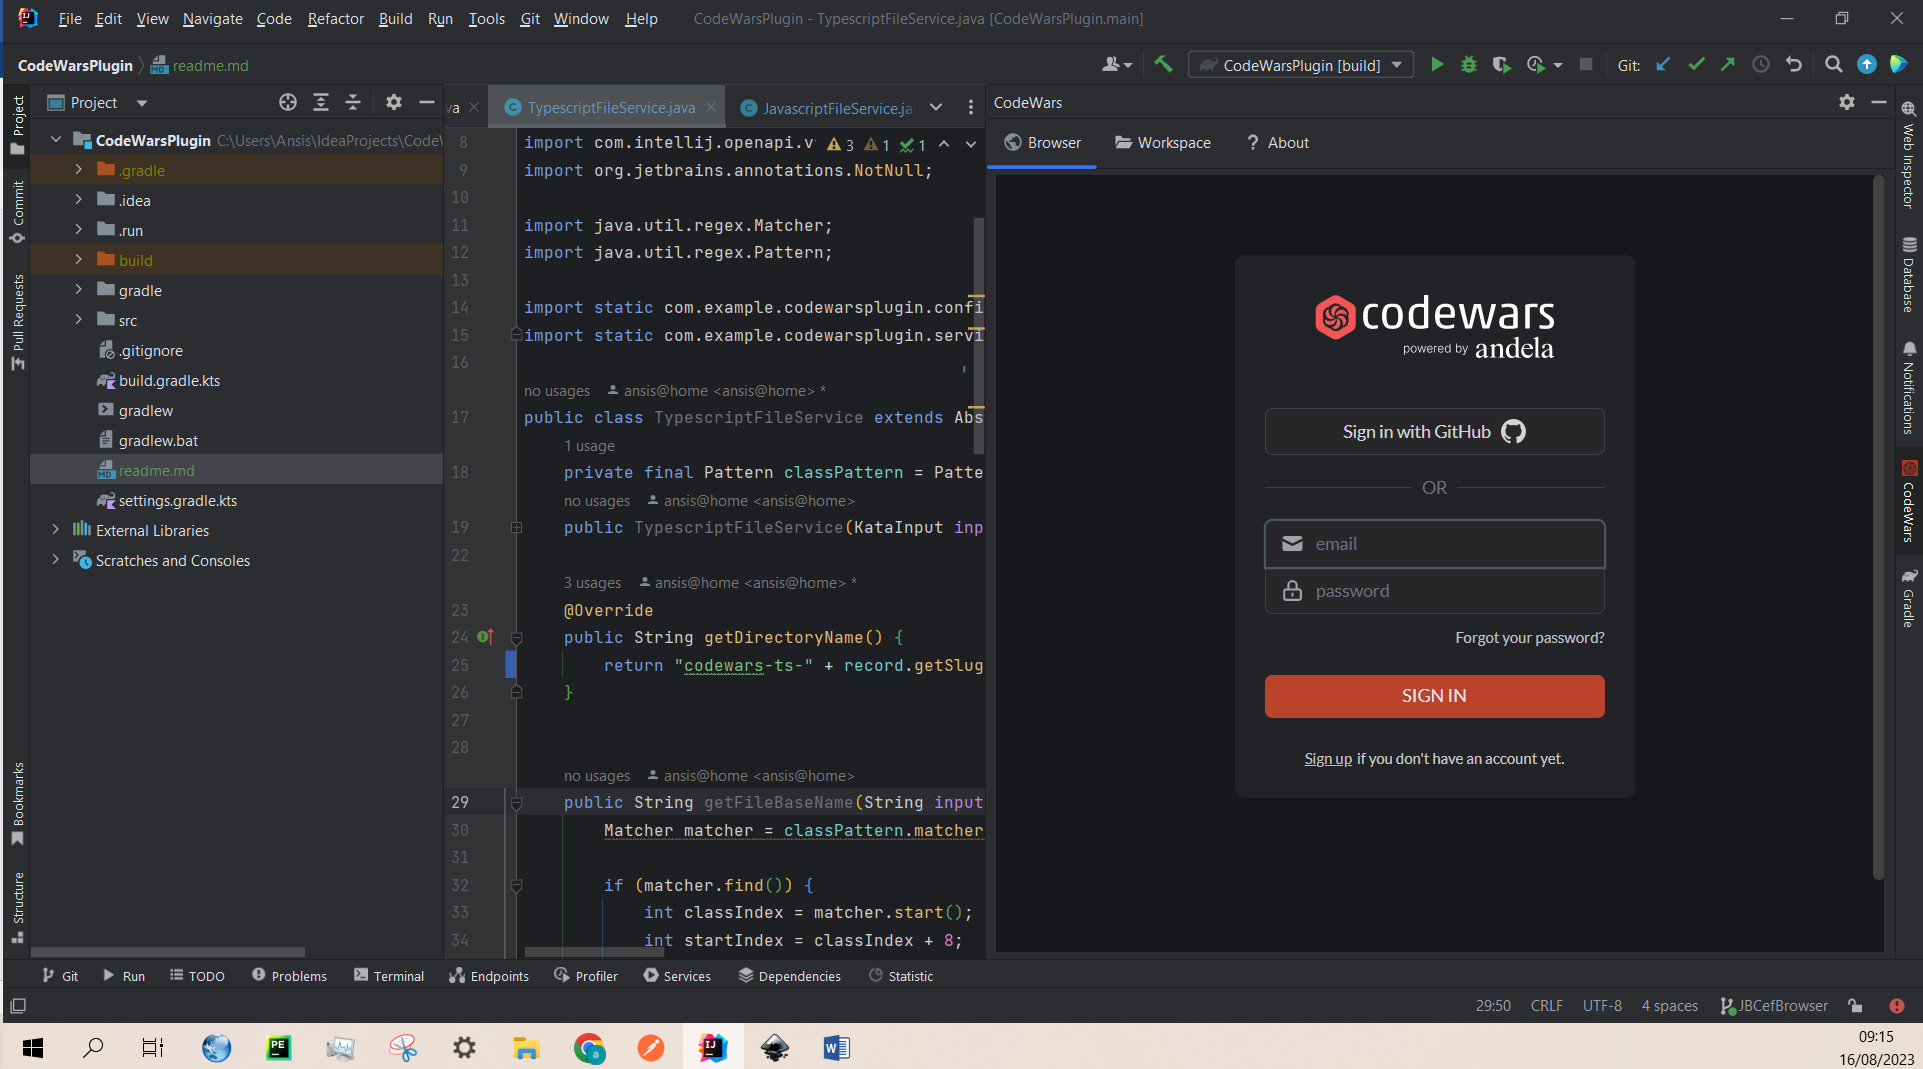 File Edit View Navigate Code Refactor Build Run Tools Git Window Help CodeWarsPlugin - TypescriptFileService.java [CodeWarsPlugin.main]
CodeWarsPlugin readme.md CodeWarsPlugin [build] Git:
Project
Commit
Pull Requests
Bookmarks
Structure
Project
CodeWarsPlugin C:\Users\Ansis\IdeaProjects\Code
.gradle
.idea
.run
build
gradle
src
.gitignore
build.gradle.kts
gradlew
gradlew.bat
readme.md
settings.gradle.kts
External Libraries
Scratches and Consoles
va TypescriptFileService.java JavascriptFileService.ja
8 import com.intellij.openapi.v 3 1 1
9 import org.jetbrains.annotations.NotNull;
10
11 import java.util.regex.Matcher;
12 import java.util.regex.Pattern;
13
14 import static com.example.codewarsplugin.confi
15 import static com.example.codewarsplugin.servi
16
no usages ansis@home <ansis@home> *
17 public class TypescriptFileService extends Abs
1 usage
18 private final Pattern classPattern = Patte
no usages ansis@home <ansis@home>
19 public TypescriptFileService(KataInput inp
22
3 usages ansis@home <ansis@home> *
23 @Override
24 public String getDirectoryName() {
25 return "codewars-ts-" + record.getSlug
26 }
27
28
no usages ansis@home <ansis@home>
29 public String getFileBaseName(String input
30 Matcher matcher = classPattern.matcher
31
32 if (matcher.find()) {
33 int classIndex = matcher.start();
34 int startIndex = classIndex + 8;
CodeWars
Browser Workspace ? About
codewars
powered by andela
Sign in with GitHub
OR
email
password
Forgot your password?
SIGN IN
Sign up if you don't have an account yet.
Web Inspector
Database
Notifications
CodeWars
Gradle
Git Run TODO Problems Terminal Endpoints Profiler Services Dependencies Statistic
29:50 CRLF UTF-8 4 spaces JBCefBrowser
PE
a
IJ
W
09:15
16/08/2023